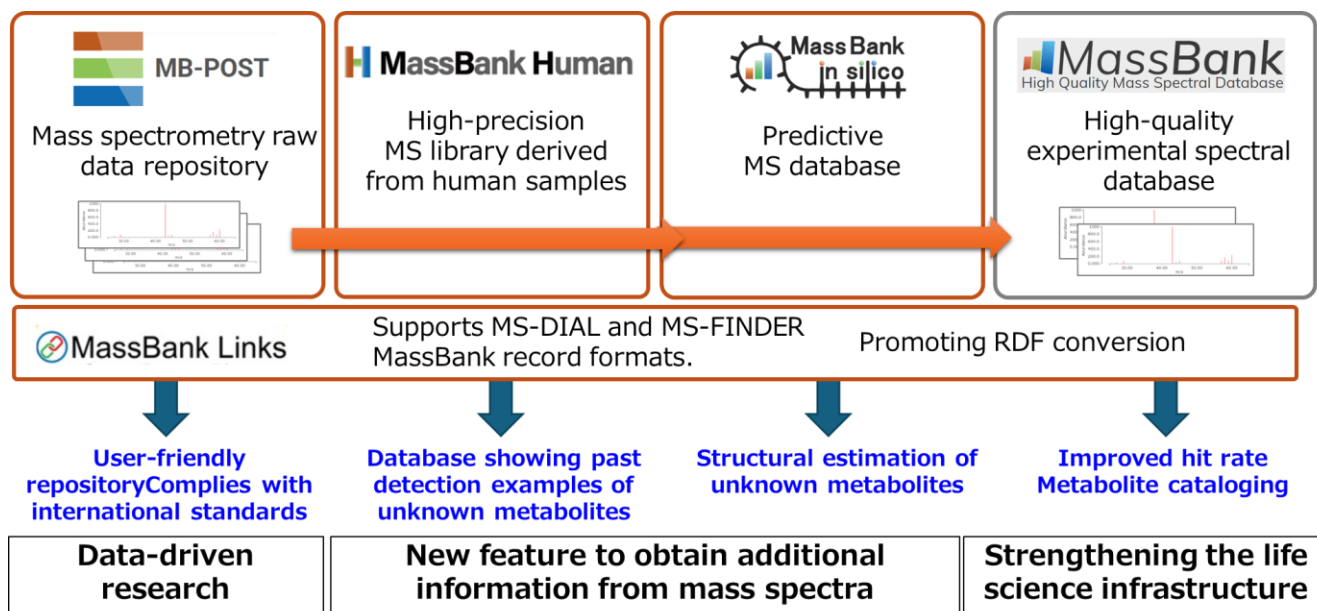 MB-POST
Mass spectrometry raw
data repository
MassBank Human
High-precision
MS library derived
from human samples
Mass Bank
in silico
Predictive
MS database
MassBank
High Quality Mass Spectral Database
High-quality
experimental spectral
database
MassBank Links
Supports MS-DIAL and MS-FINDER
MassBank record formats.
Promoting RDF conversion
User-friendly
repositoryComplies with
international standards
Database showing past
detection examples of
unknown metabolites
Structural estimation of
unknown metabolites
Improved hit rate
Metabolite cataloging
Data-driven
research
New feature to obtain additional
information from mass spectra
Strengthening the life
science infrastructure